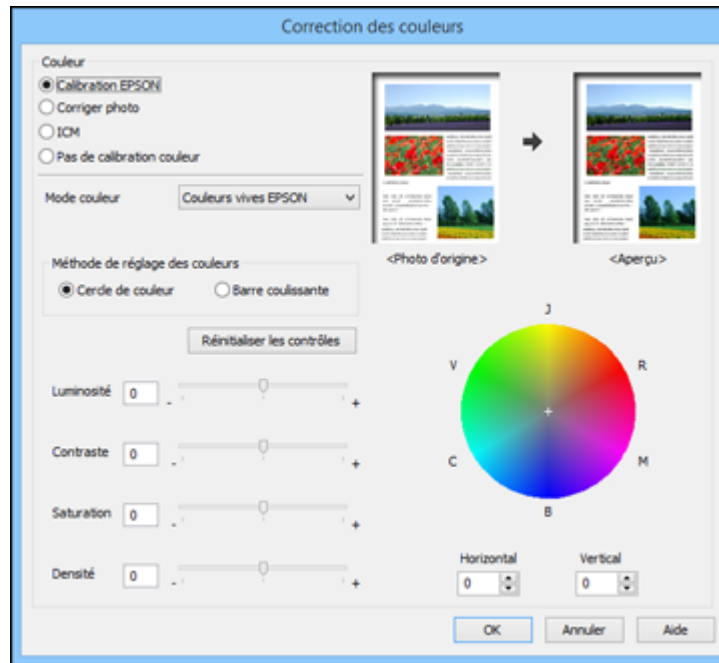 Correction des couleurs
Couleur
Calibration EPSON
Corriger photo
ICM
Pas de calibration couleur
Mode couleur
Couleurs vives EPSON
<Photo d'origine>
<Aperçu>
Méthode de réglage des couleurs
Cercle de couleur
Barre coulissante
Réinitialiser les contrôles
Luminosité 0 - +
Contraste 0 - +
Saturation 0 - +
Densité 0 - +
J
V R
C M
B
Horizontal Vertical
0 0
OK Annuler Aide